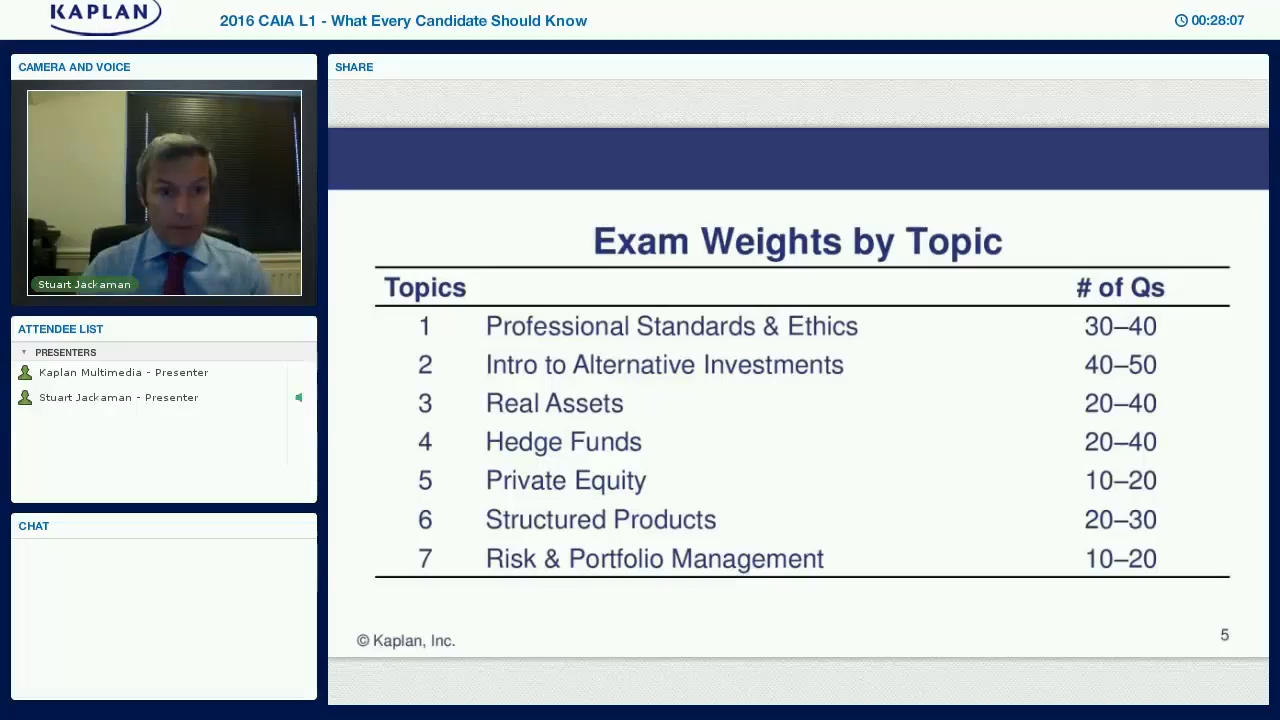 KAPLAN
2016 CAIA L1 - What Every Candidate Should Know
00:28:07
CAMERA AND VOICE
Stuart Jackaman
ATTENDEE LIST
PRESENTERS
Kaplan Multimedia - Presenter
Stuart Jackaman - Presenter
CHAT
SHARE
Exam Weights by Topic
Topics # of Qs
1 Professional Standards & Ethics 30–40
2 Intro to Alternative Investments 40–50
3 Real Assets 20–40
4 Hedge Funds 20–40
5 Private Equity 10–20
6 Structured Products 20–30
7 Risk & Portfolio Management 10–20
© Kaplan, Inc.
5